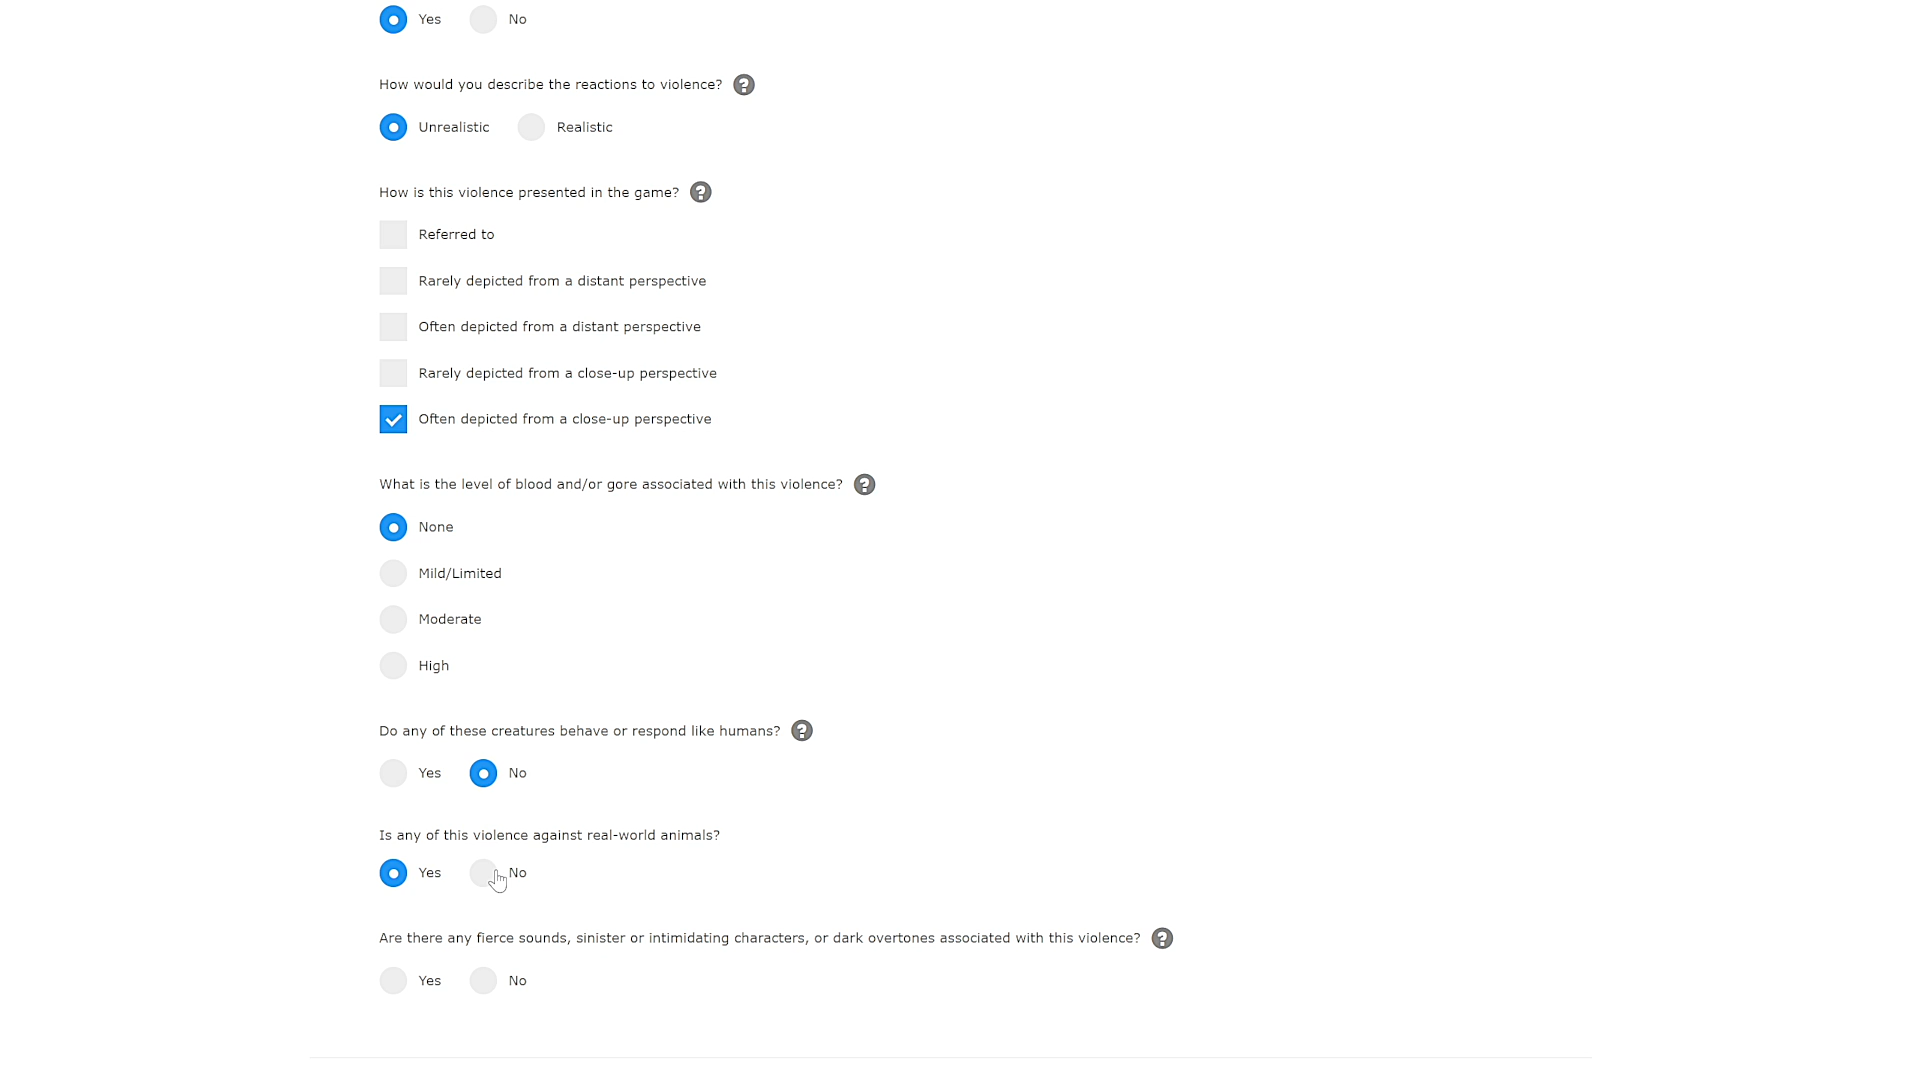 Yes No
How would you describe the reactions to violence? ?
Unrealistic Realistic
How is this violence presented in the game? ?
Referred to
Rarely depicted from a distant perspective
Often depicted from a distant perspective
Rarely depicted from a close-up perspective
Often depicted from a close-up perspective
What is the level of blood and/or gore associated with this violence? ?
None
Mild/Limited
Moderate
High
Do any of these creatures behave or respond like humans? ?
Yes No
Is any of this violence against real-world animals?
Yes No
Are there any fierce sounds, sinister or intimidating characters, or dark overtones associated with this violence? ?
Yes No